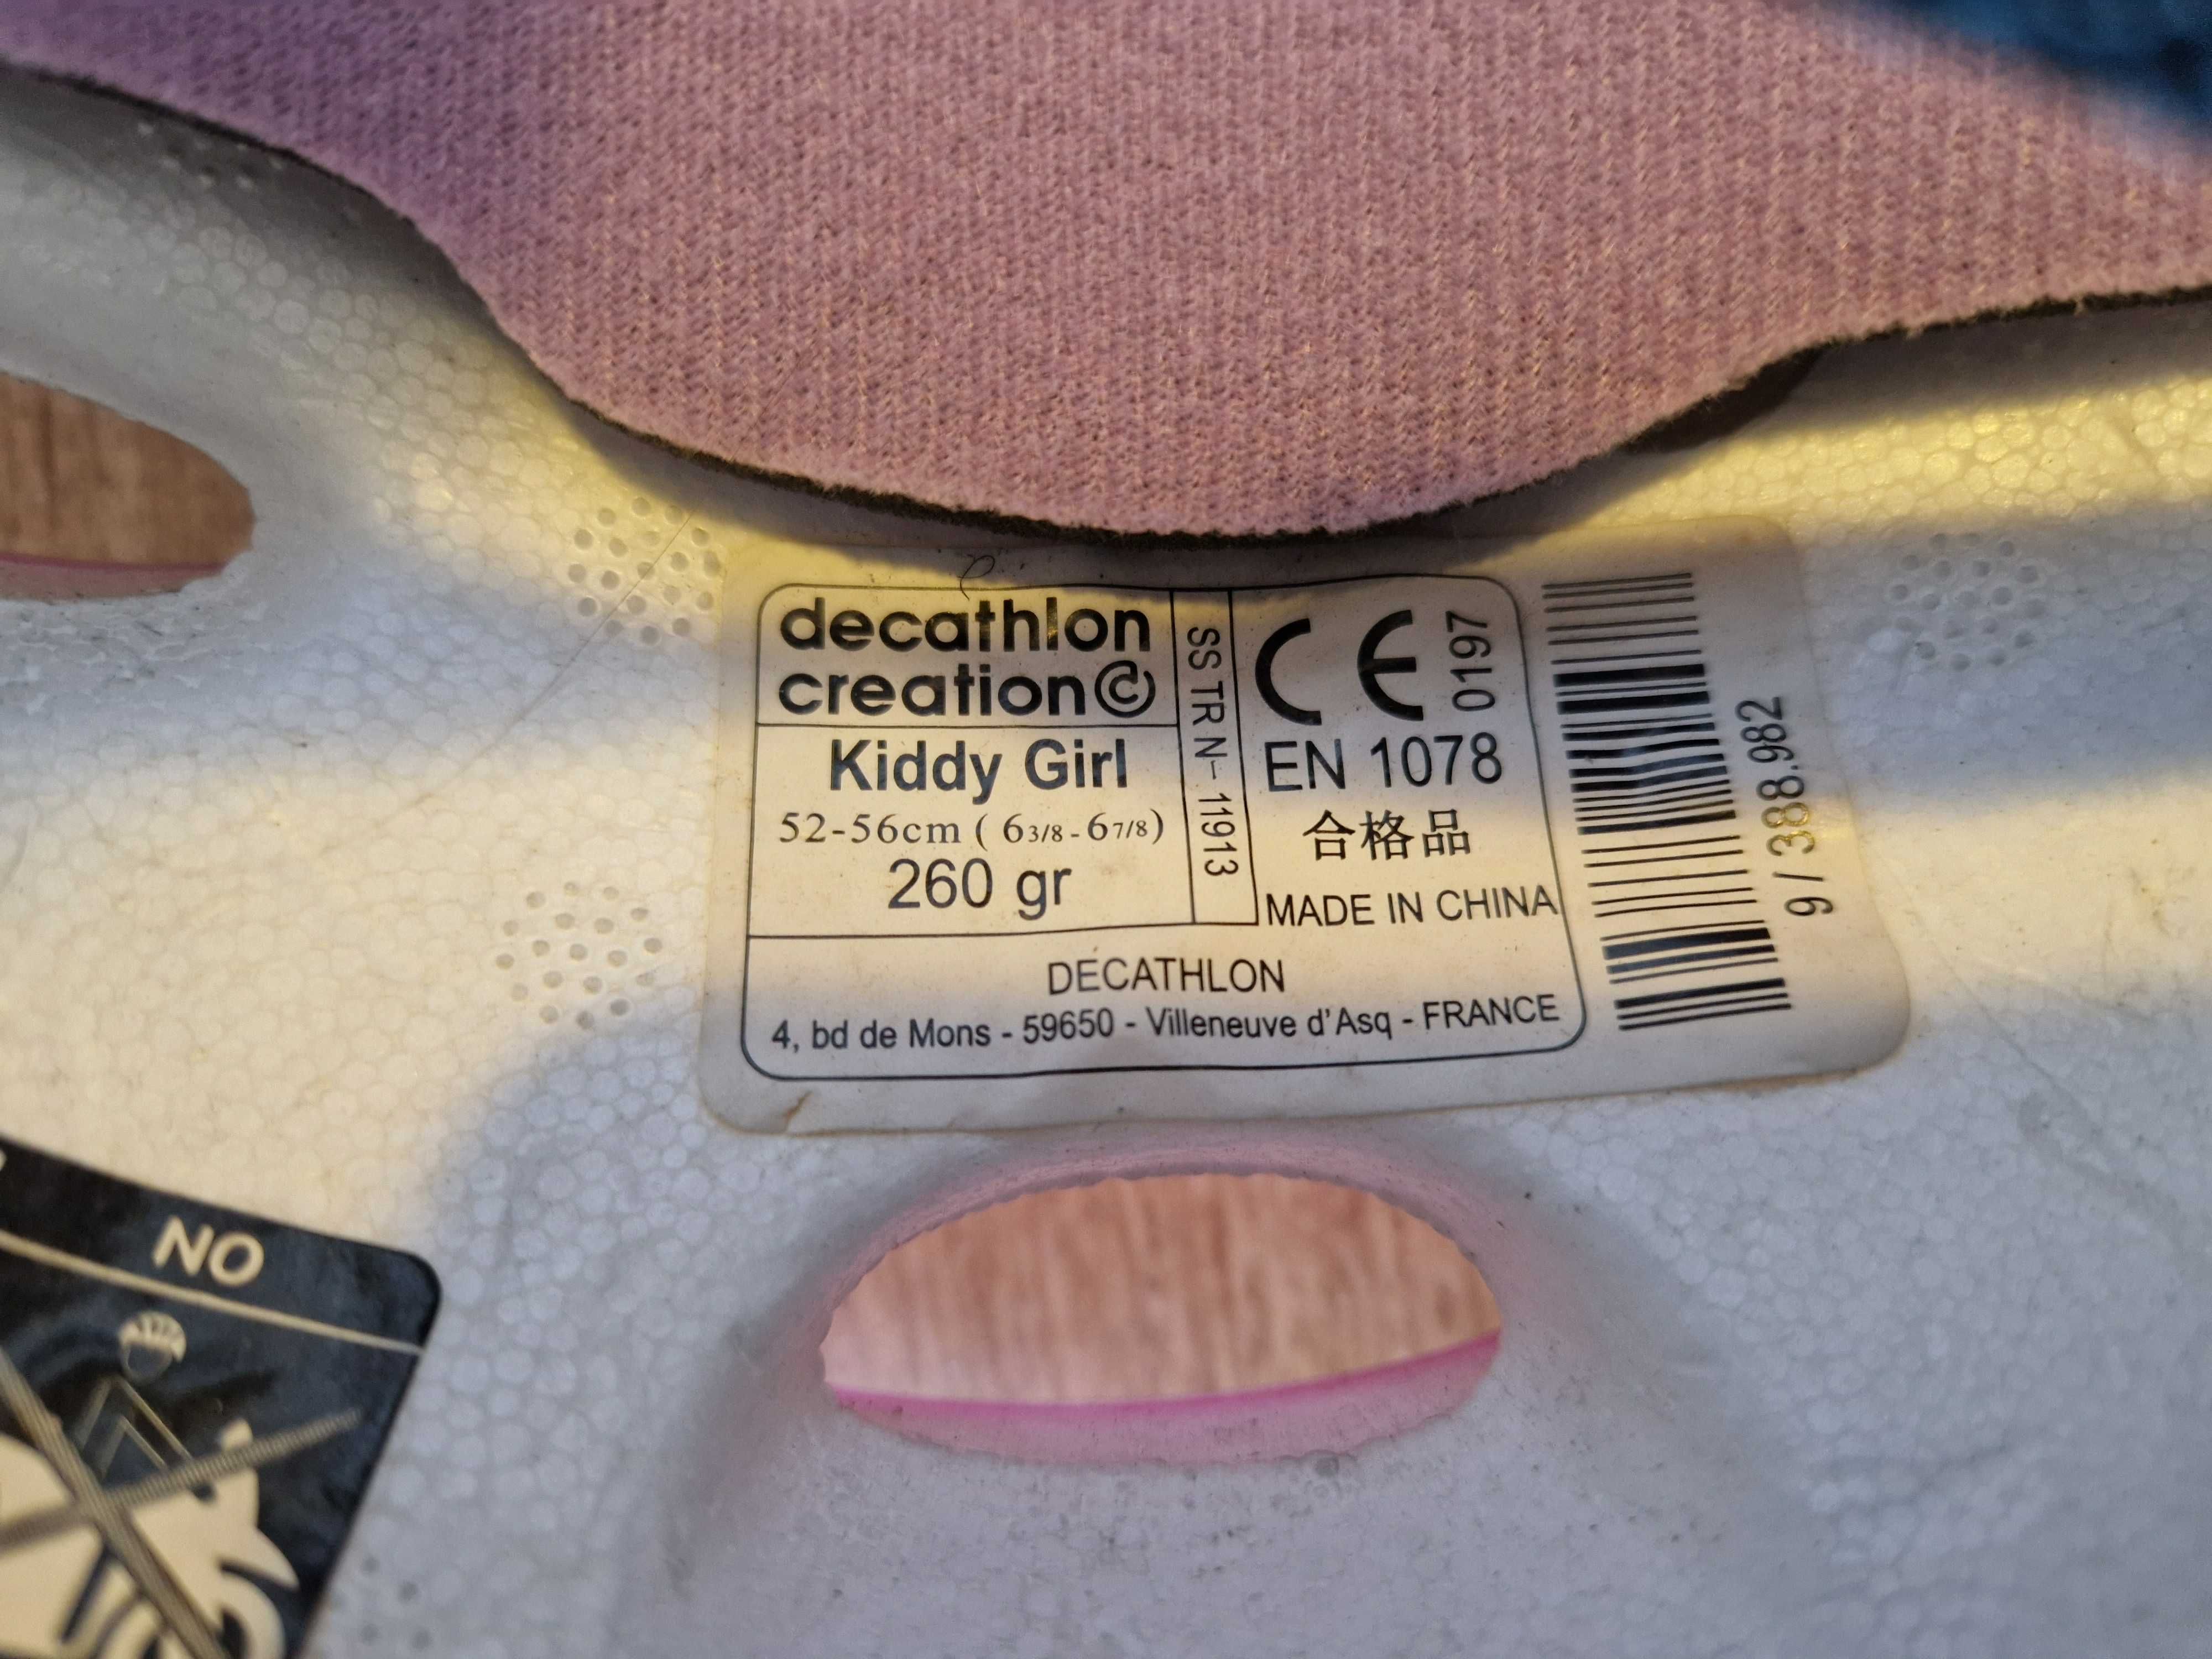 decathlon
creation©
Kiddy Girl
52-56cm ( 6 3/8 - 6 7/8)
260 gr
SS TR N- 11913
CE 0197
EN 1078
合格品
MADE IN CHINA
DECATHLON
4, bd de Mons - 59650 - Villeneuve d'Asq - FRANCE
9 / 388.982
NO